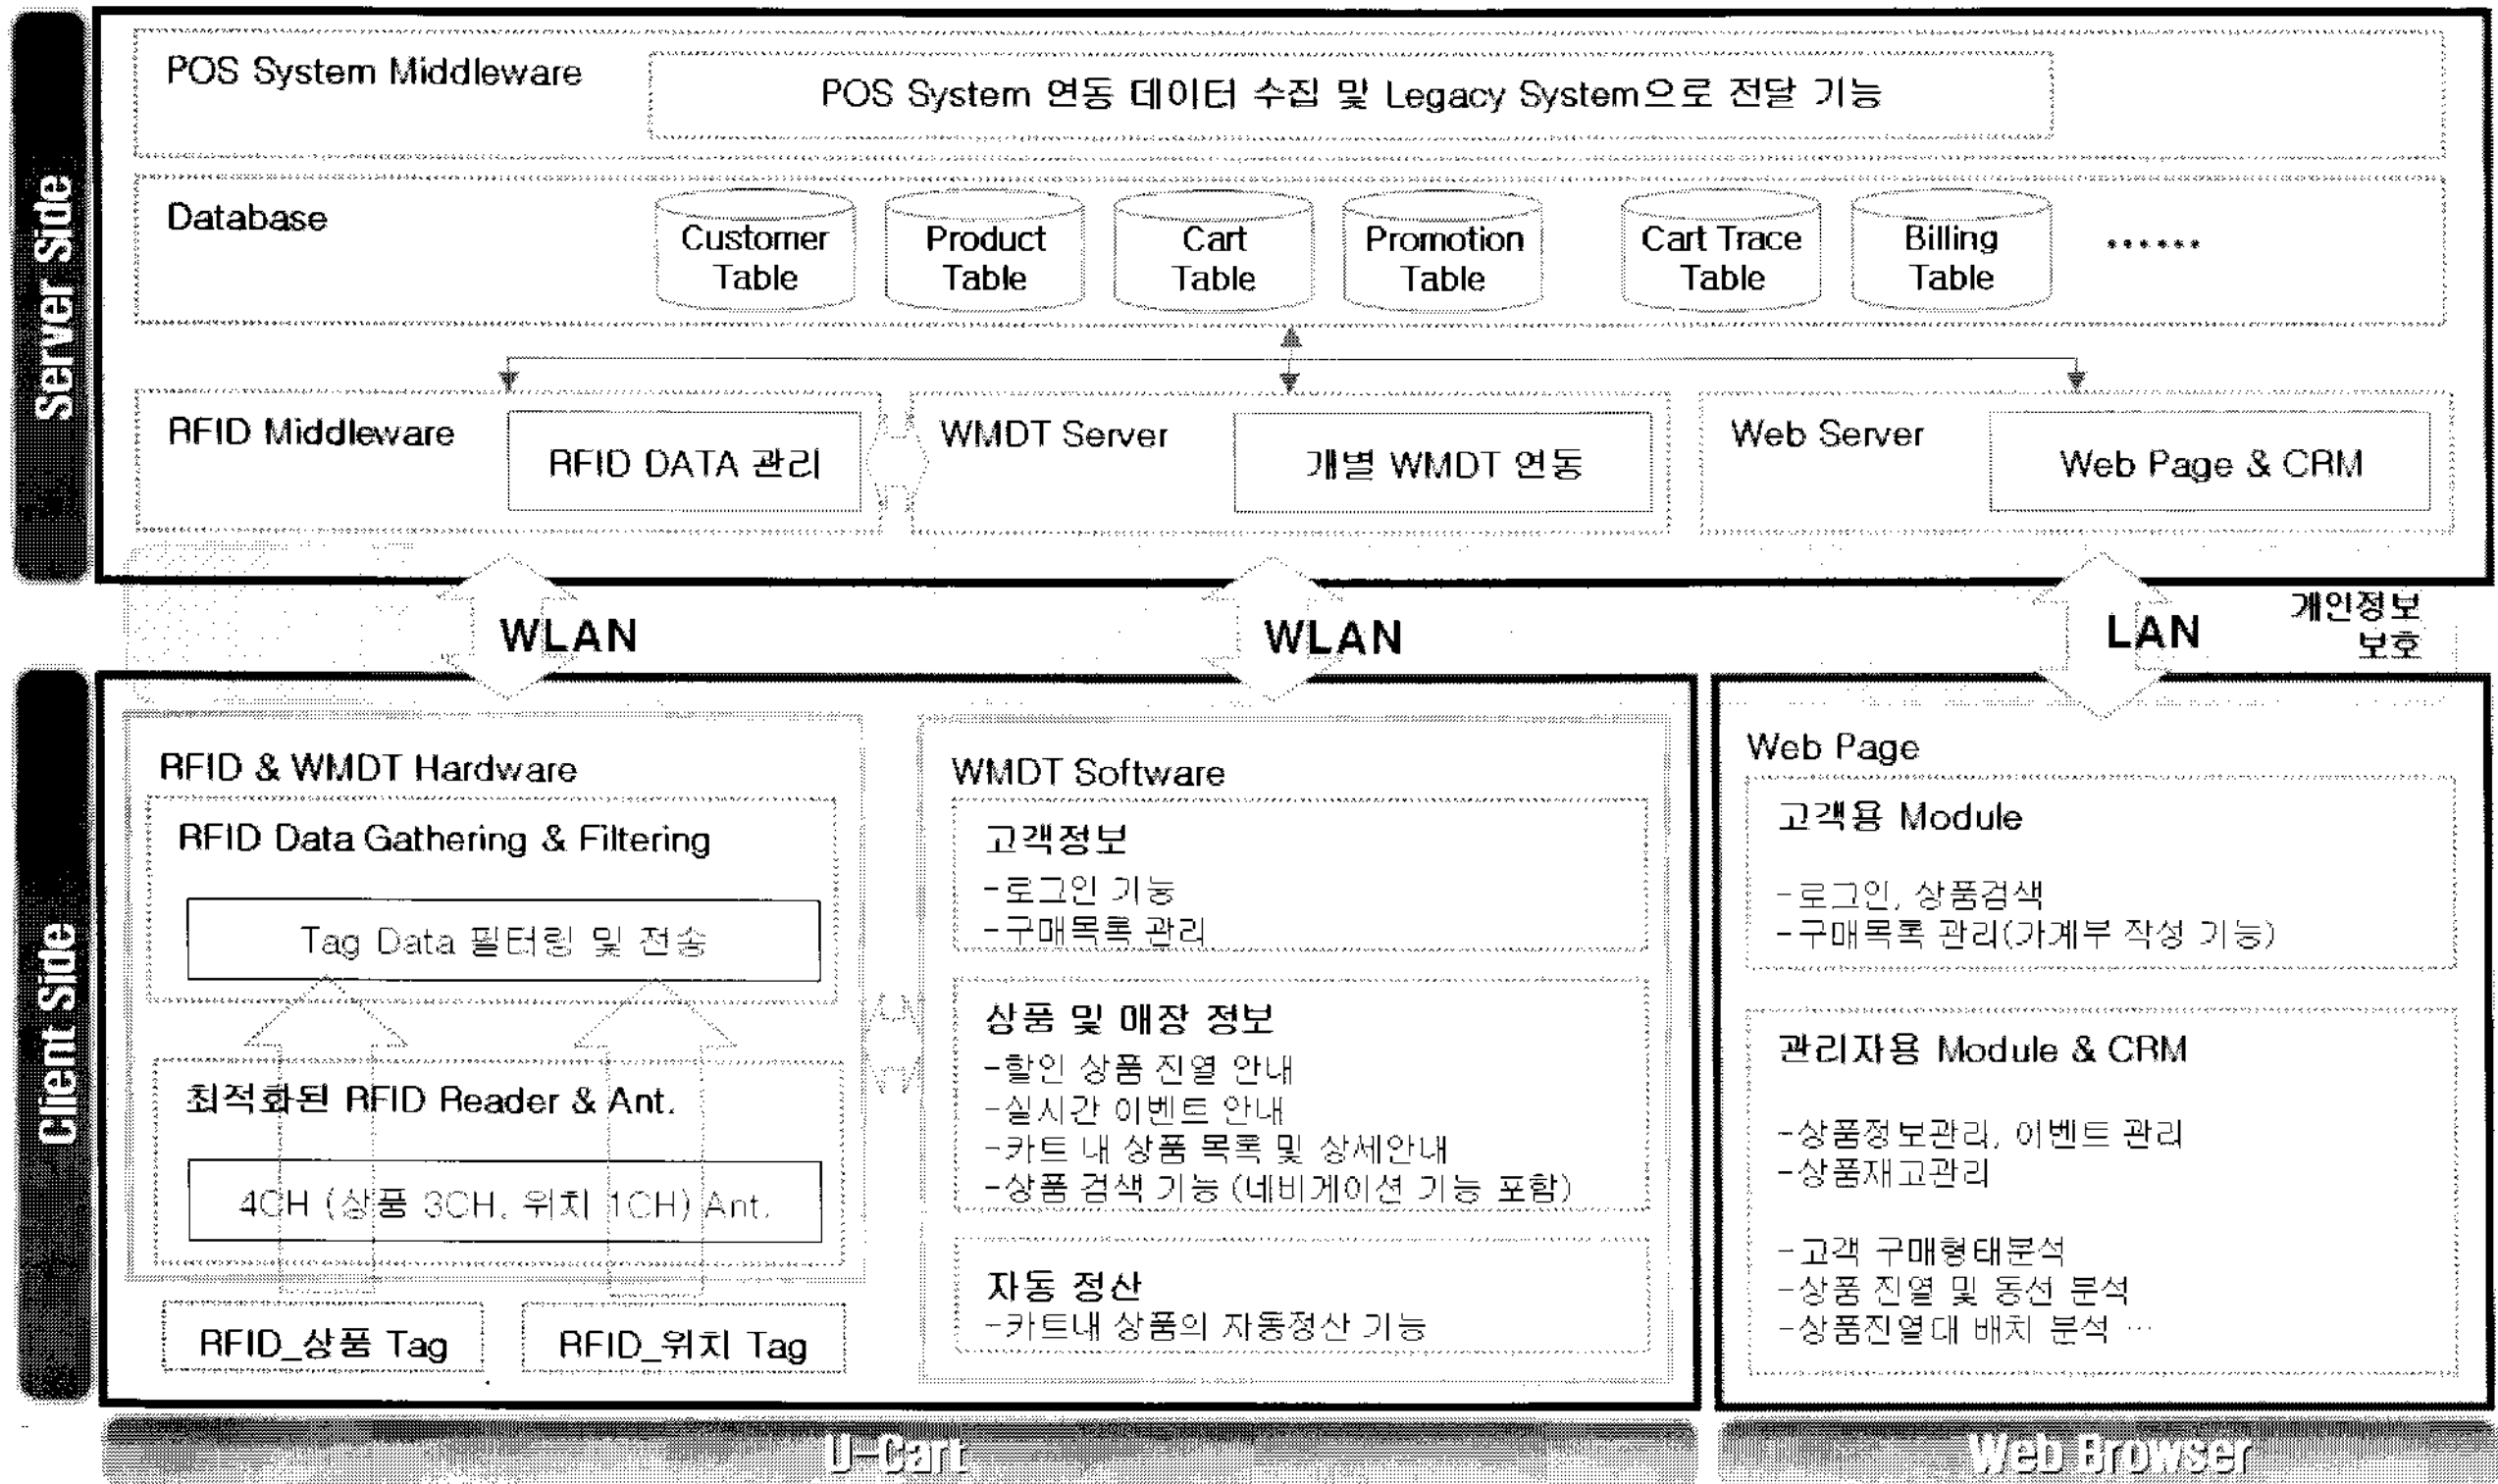 Server Side
POS System Middleware
POS System 연동 데이터 수집 및 Legacy System으로 전달 기능
Database
Customer
Table
Product
Table
Cart
Table
Promotion
Table
Cart Trace
Table
Billing
Table
......
RFID Middleware
RFID DATA 관리
WMDT Server
개별 WMDT 연동
Web Server
Web Page & CRM
WLAN
WLAN
LAN
개인정보
보호
Client Side
RFID & WMDT Hardware
RFID Data Gathering & Filtering
Tag Data 필터링 및 전송
최적화된 RFID Reader & Ant.
4CH (상품 3CH, 위치 1CH) Ant.
RFID_상품 Tag
RFID_위치 Tag
WMDT Software
고객정보
-로그인 기능
-구매목록 관리
상품 및 매장 정보
-할인 상품 진열 안내
-실시간 이벤트 안내
-카트 내 상품 목록 및 상세안내
-상품 검색 기능 (네비게이션 기능 포함)
자동 정산
-카트내 상품의 자동정산 기능
Web Page
고객용 Module
-로그인, 상품검색
-구매목록 관리(가계부 작성 기능)
관리자용 Module & CRM
-상품정보관리, 이벤트 관리
-상품재고관리
-고객 구매형태분석
-상품 진열 및 동선 분석
-상품진열대 배치 분석 ...
U-Cart
Web Browser